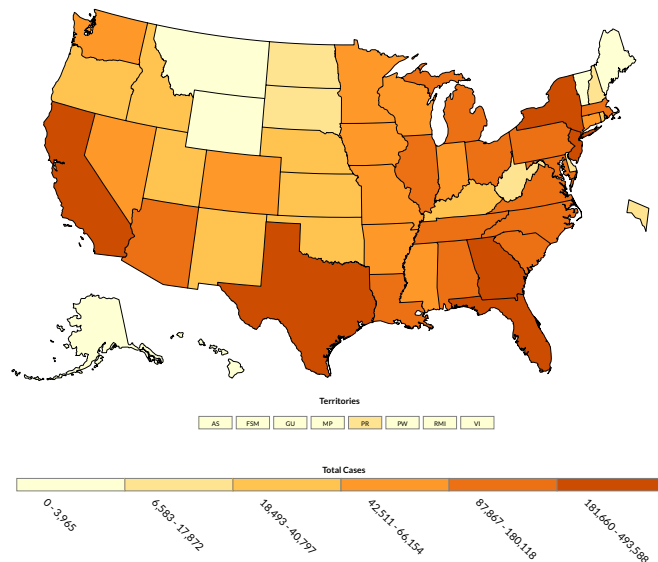 Territories
AS FSM GU MP PR PW RMI VI
Total Cases
0 - 3,965
6,583 - 17,872
18,493 - 40,797
42,511 - 66,154
87,867 - 180,118
181,660 - 493,588